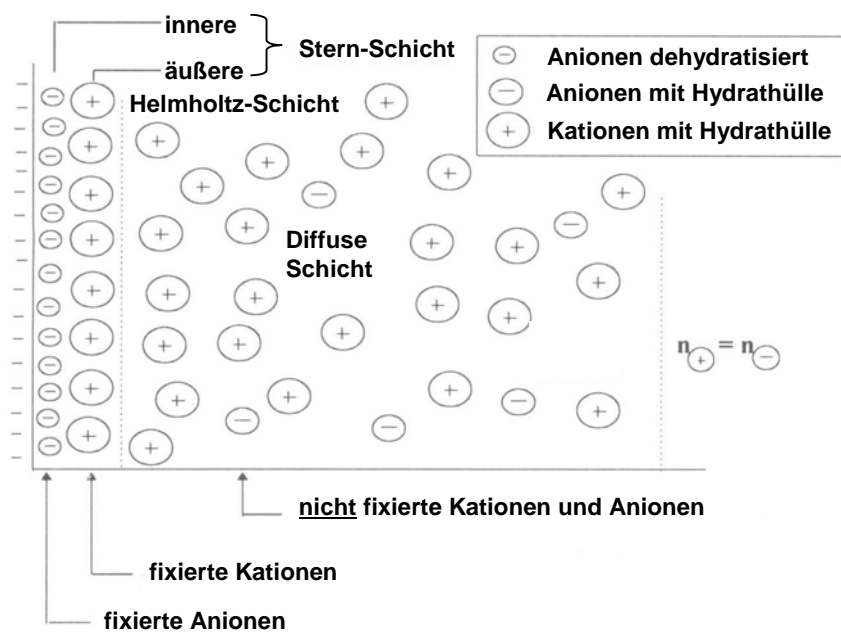 innere
äußere
Stern-Schicht
Helmholtz-Schicht
Anionen dehydratisiert
Anionen mit Hydrathülle
Kationen mit Hydrathülle
Diffuse
Schicht
n+ = n−
nicht fixierte Kationen und Anionen
fixierte Kationen
fixierte Anionen